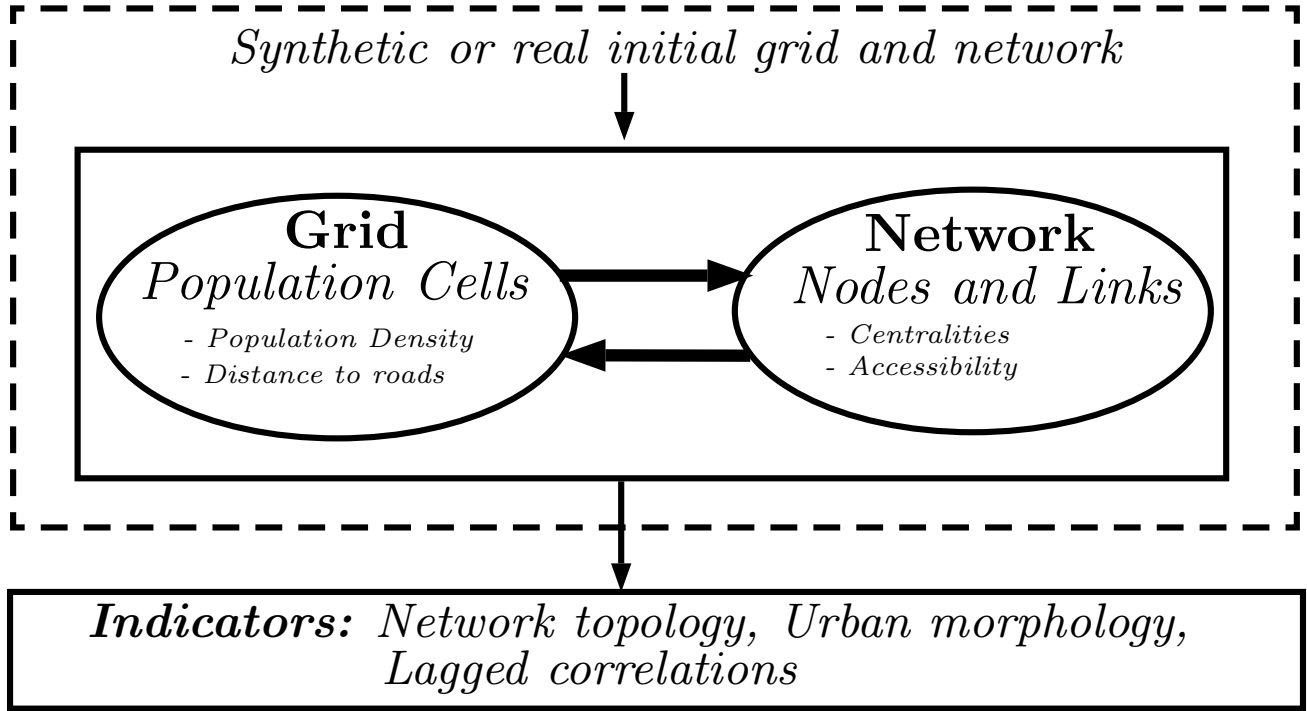 Synthetic or real initial grid and network
Grid
Population Cells
- Population Density
- Distance to roads
Network
Nodes and Links
- Centralities
- Accessibility
Indicators: Network topology, Urban morphology,
Lagged correlations